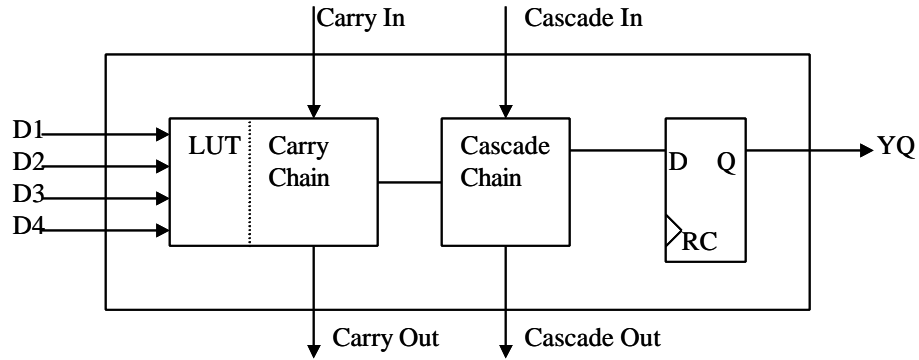 Carry In
Cascade In
D1
D2
D3
D4
LUT
Carry
Chain
Cascade
Chain
D
Q
RC
YQ
Carry Out
Cascade Out